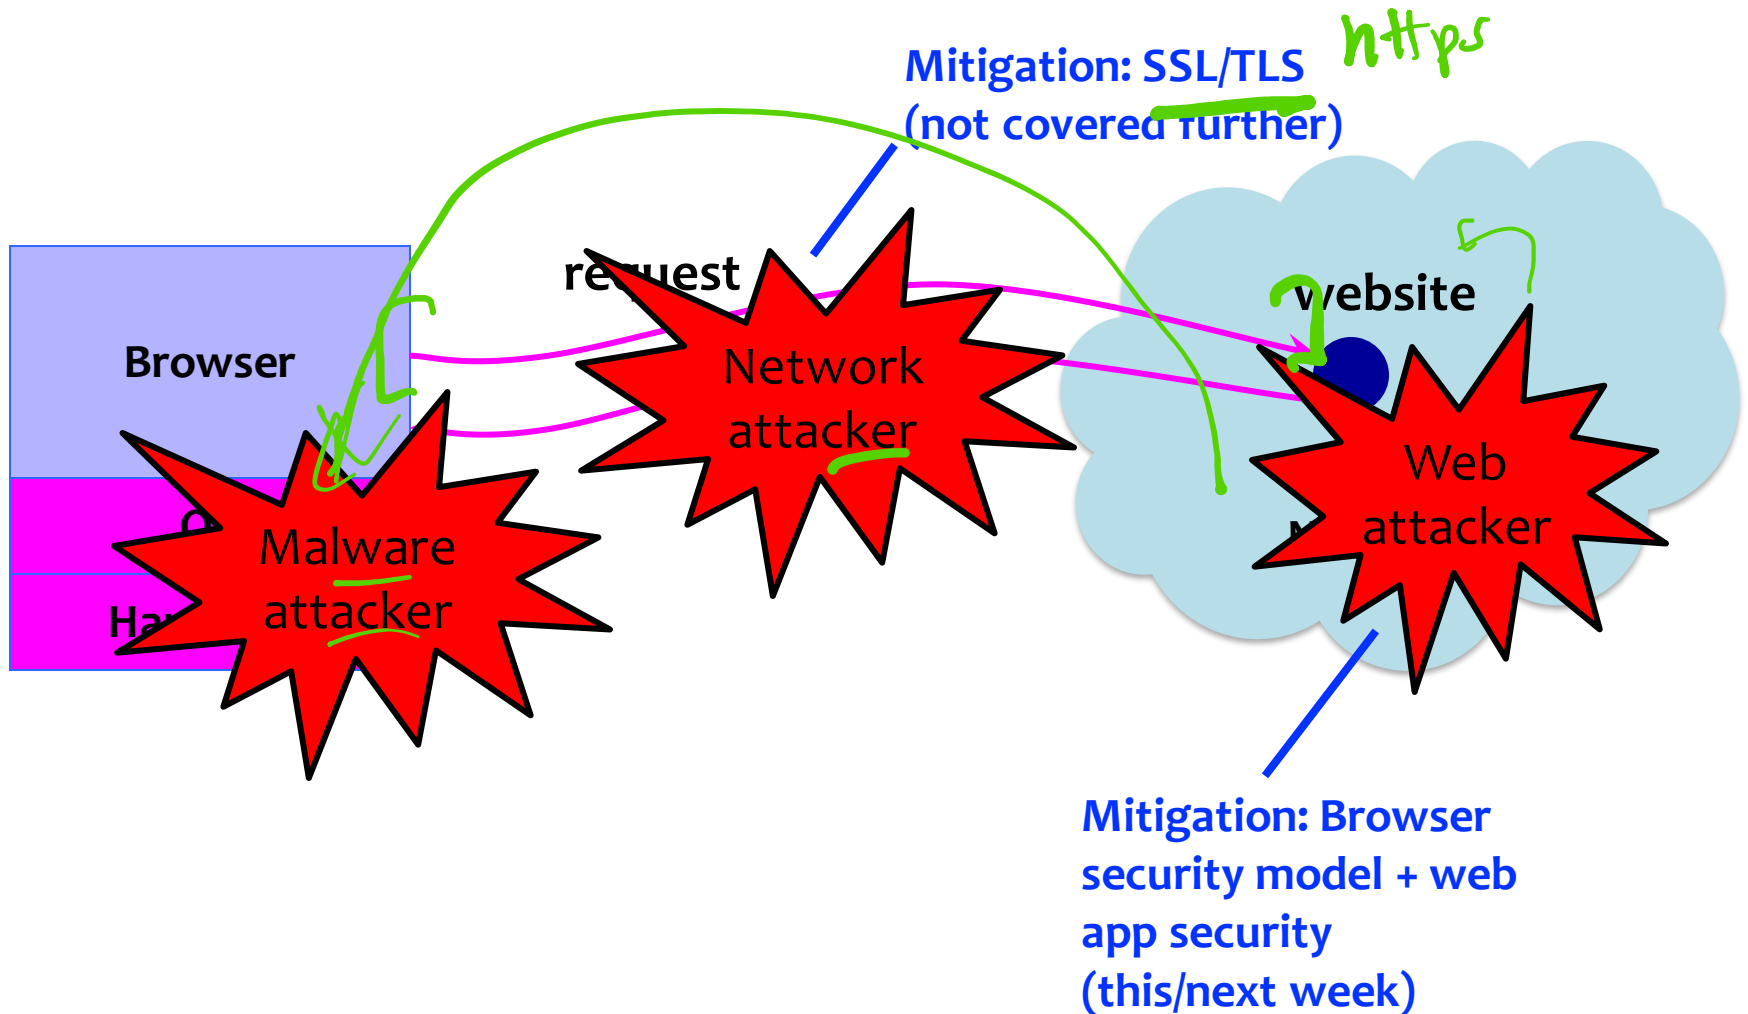 https
Mitigation: SSL/TLS
(not covered further)
request
website
Browser
Network
attacker
Web
attacker
Malware
attacker
Mitigation: Browser
security model + web
app security
(this/next week)